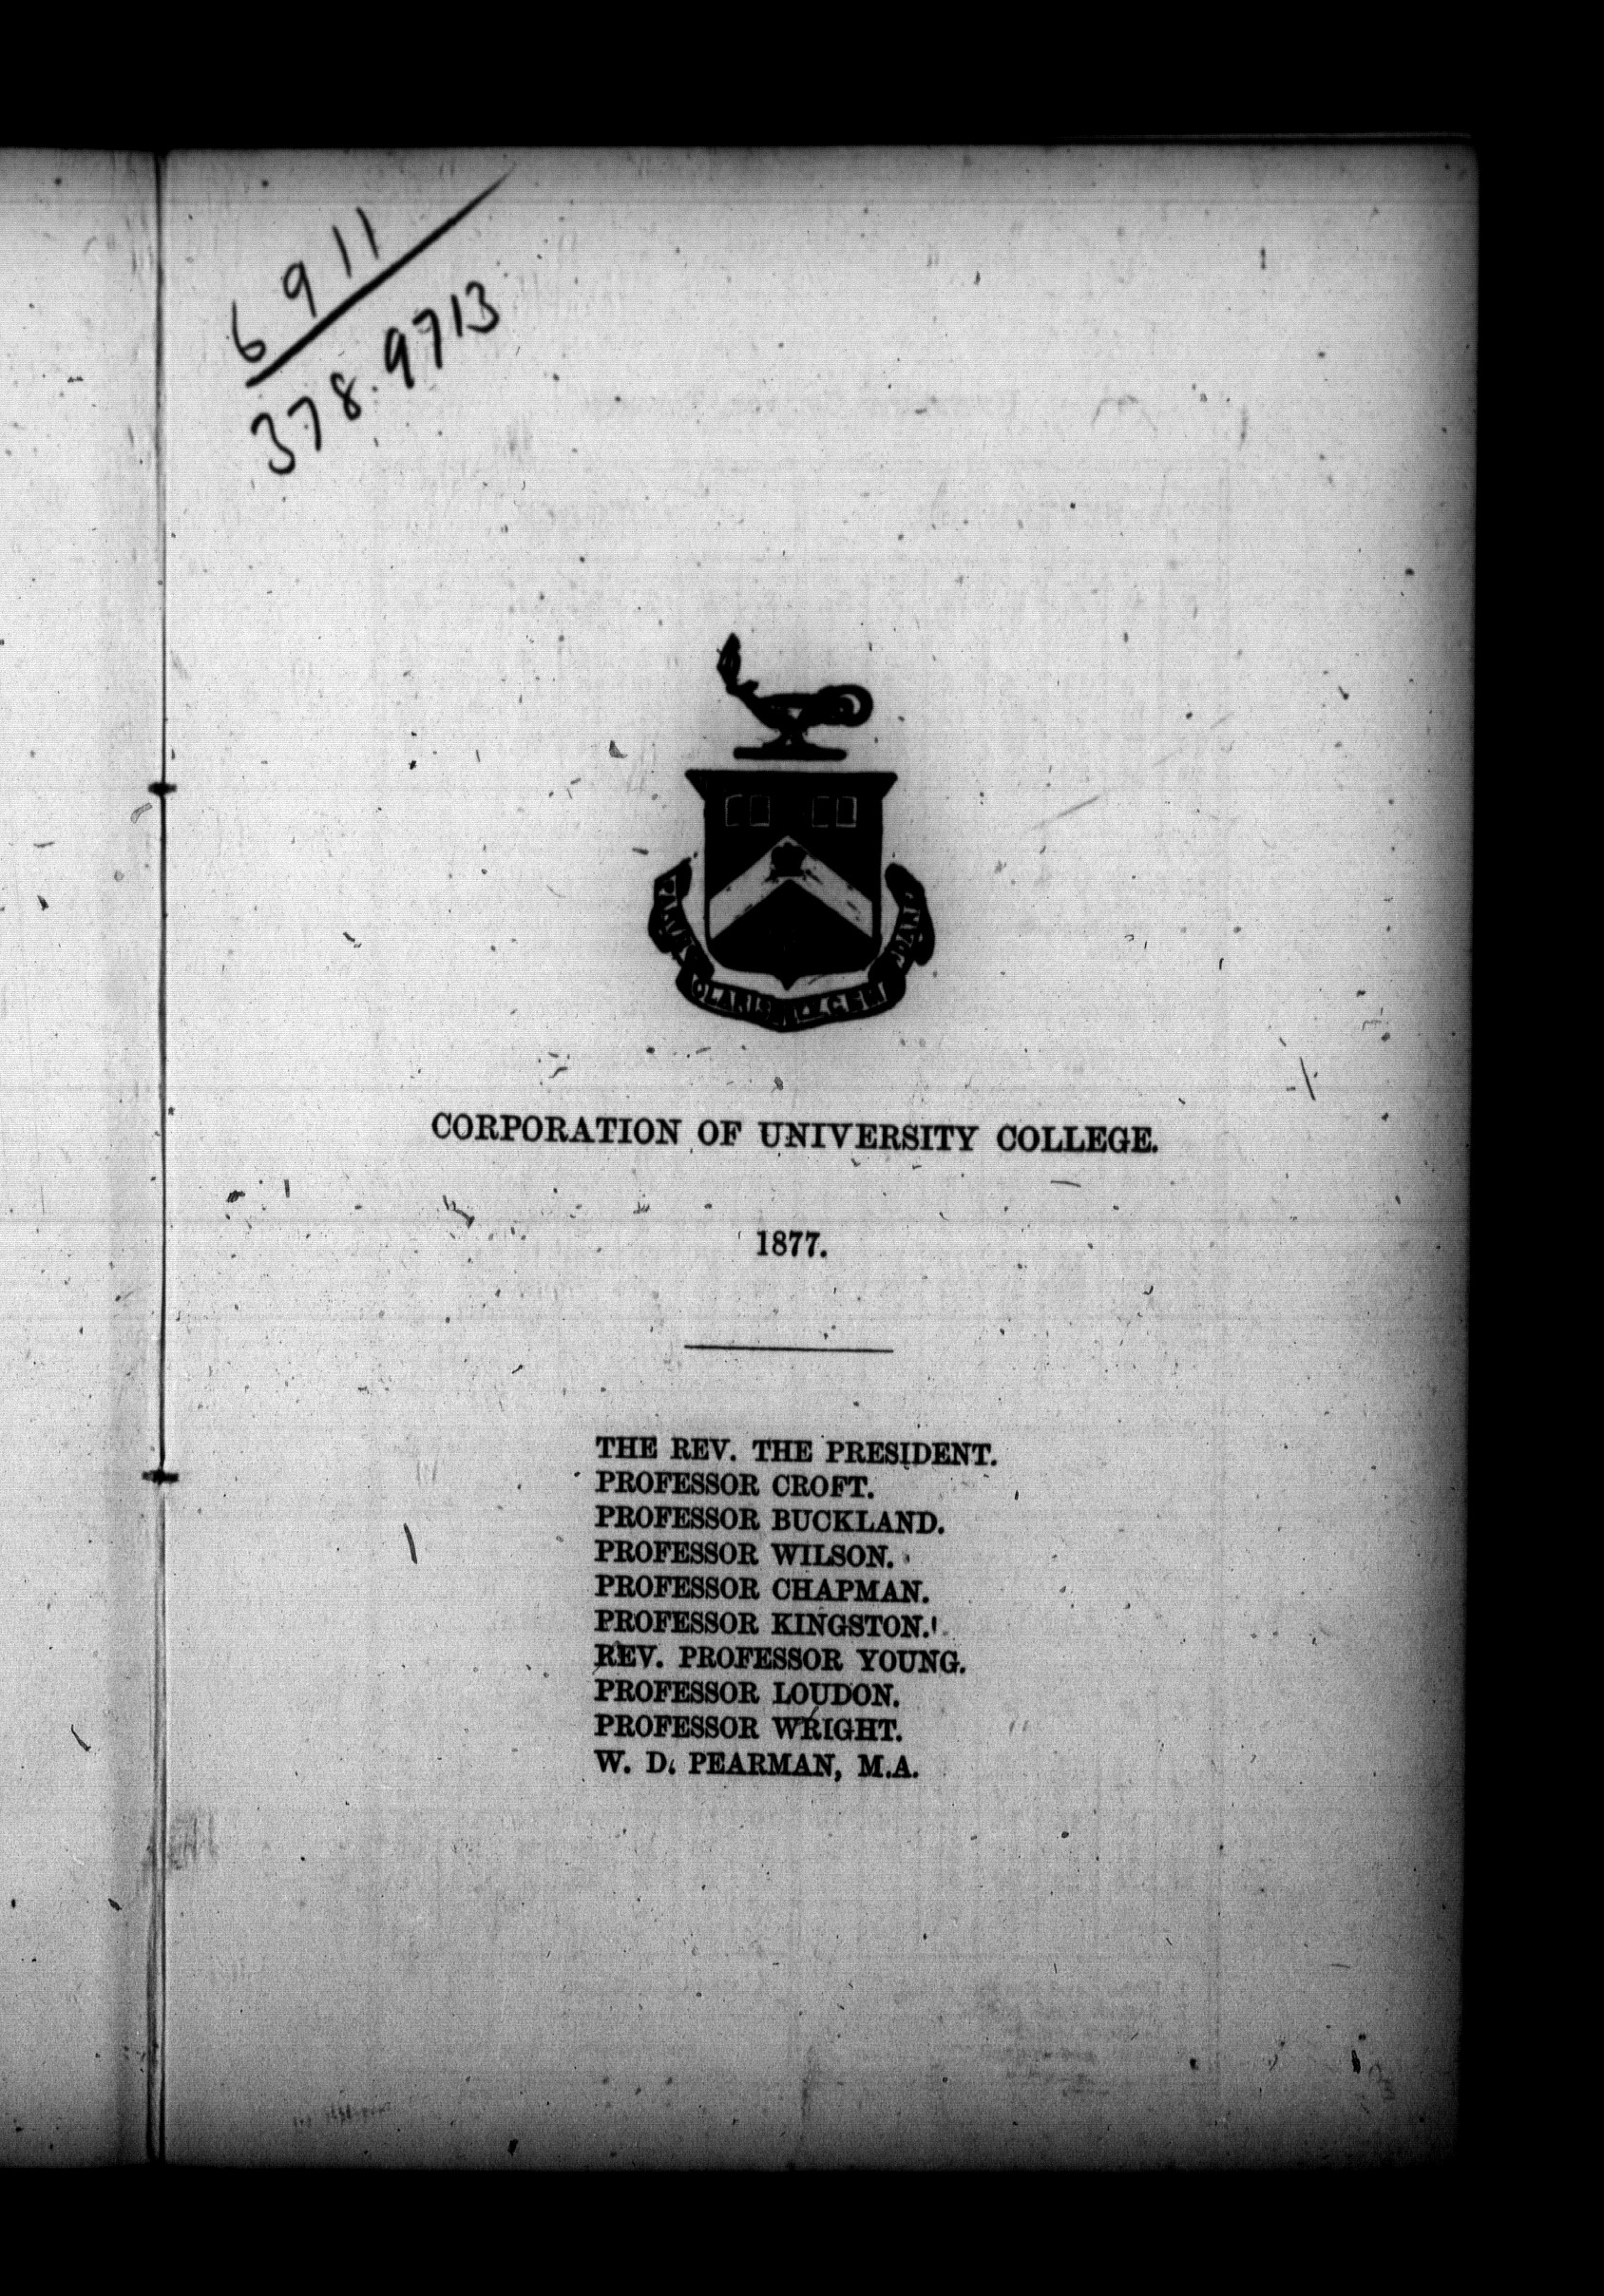 6911
378.9713
CORPORATION OF UNIVERSITY COLLEGE.
1877.
THE REV. THE PRESIDENT.
PROFESSOR CROFT.
PROFESSOR BUCKLAND.
PROFESSOR WILSON.
PROFESSOR CHAPMAN.
PROFESSOR KINGSTON.
REV. PROFESSOR YOUNG.
PROFESSOR LOUDON.
PROFESSOR WRIGHT.
W. D. PEARMAN, M.A.